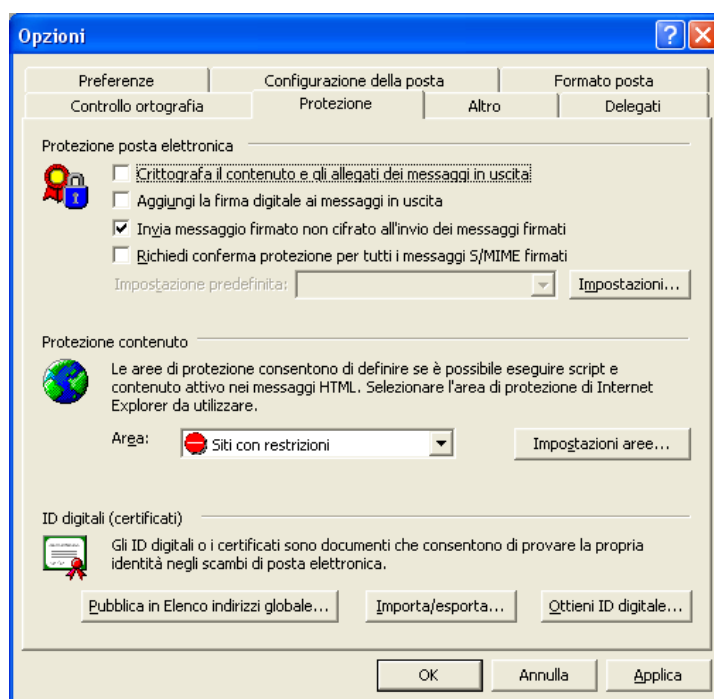 Opzioni
Preferenze
Configurazione della posta
Formato posta
Controllo ortografia
Protezione
Altro
Delegati
Protezione posta elettronica
Crittografa il contenuto e gli allegati dei messaggi in uscita
Aggiungi la firma digitale ai messaggi in uscita
Invia messaggio firmato non cifrato all'invio dei messaggi firmati
Richiedi conferma protezione per tutti i messaggi S/MIME firmati
Impostazione predefinita:
Impostazioni...
Protezione contenuto
Le aree di protezione consentono di definire se è possibile eseguire script e
contenuto attivo nei messaggi HTML. Selezionare l'area di protezione di Internet
Explorer da utilizzare.
Area:
Siti con restrizioni
Impostazioni aree...
ID digitali (certificati)
Gli ID digitali o i certificati sono documenti che consentono di provare la propria
identità negli scambi di posta elettronica.
Pubblica in Elenco indirizzi globale...
Importa/esporta...
Ottieni ID digitale...
OK
Annulla
Applica